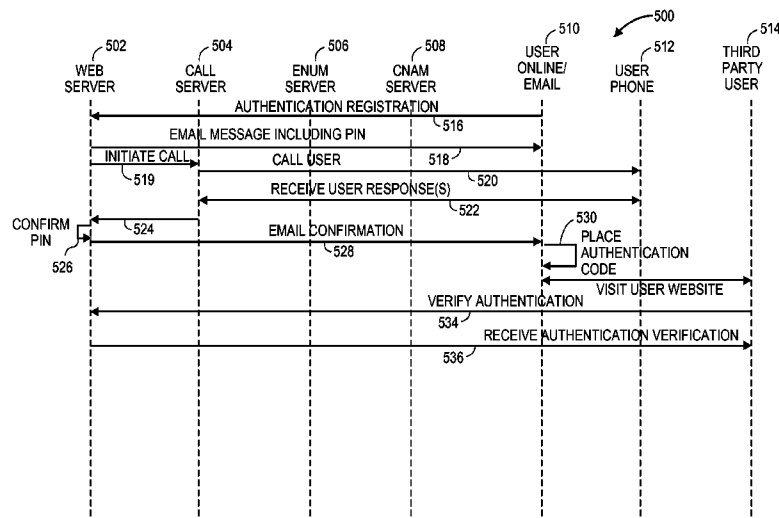 500
502
504
506
508
510
512
514
WEB
SERVER
CALL
SERVER
ENUM
SERVER
CNAM
SERVER
USER
ONLINE/
EMAIL
USER
PHONE
THIRD
PARTY
USER
AUTHENTICATION REGISTRATION
516
EMAIL MESSAGE INCLUDING PIN
518
INITIATE CALL
519
CALL USER
520
RECEIVE USER RESPONSE(S)
522
524
CONFIRM
PIN
526
EMAIL CONFIRMATION
528
530
PLACE
AUTHENTICATION
CODE
VISIT USER WEBSITE
VERIFY AUTHENTICATION
534
RECEIVE AUTHENTICATION VERIFICATION
536